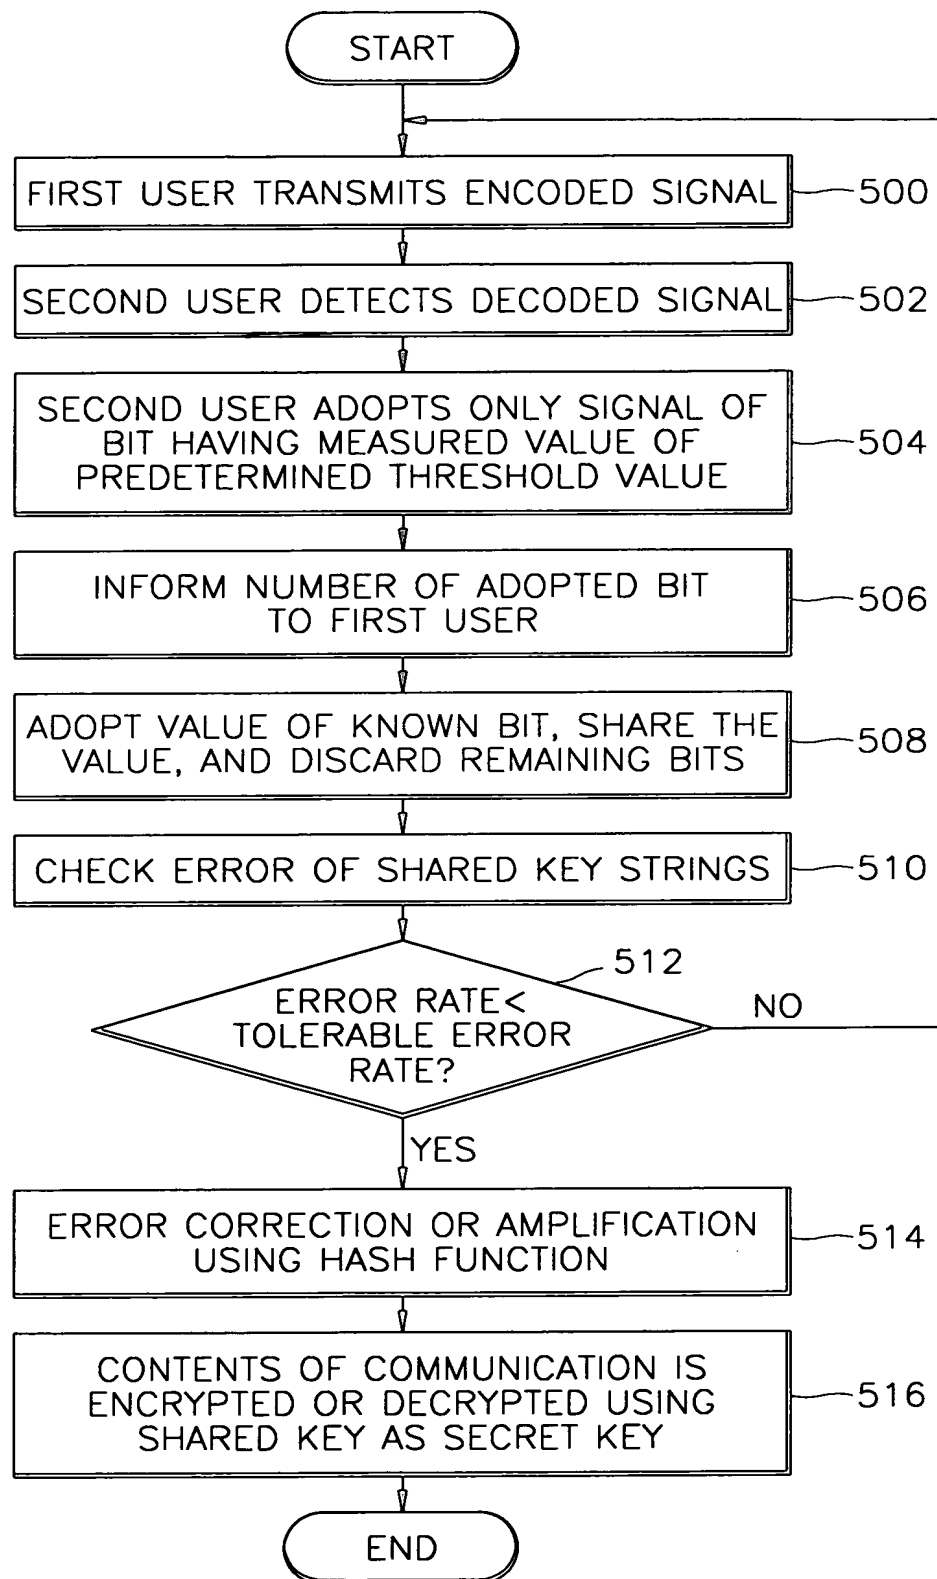 START
FIRST USER TRANSMITS ENCODED SIGNAL
500
SECOND USER DETECTS DECODED SIGNAL
502
SECOND USER ADOPTS ONLY SIGNAL OF
BIT HAVING MEASURED VALUE OF
PREDETERMINED THRESHOLD VALUE
504
INFORM NUMBER OF ADOPTED BIT
TO FIRST USER
506
ADOPT VALUE OF KNOWN BIT, SHARE THE
VALUE, AND DISCARD REMAINING BITS
508
CHECK ERROR OF SHARED KEY STRINGS
510
512
ERROR RATE<
TOLERABLE ERROR
RATE?
NO
YES
ERROR CORRECTION OR AMPLIFICATION
USING HASH FUNCTION
514
CONTENTS OF COMMUNICATION IS
ENCRYPTED OR DECRYPTED USING
SHARED KEY AS SECRET KEY
516
END